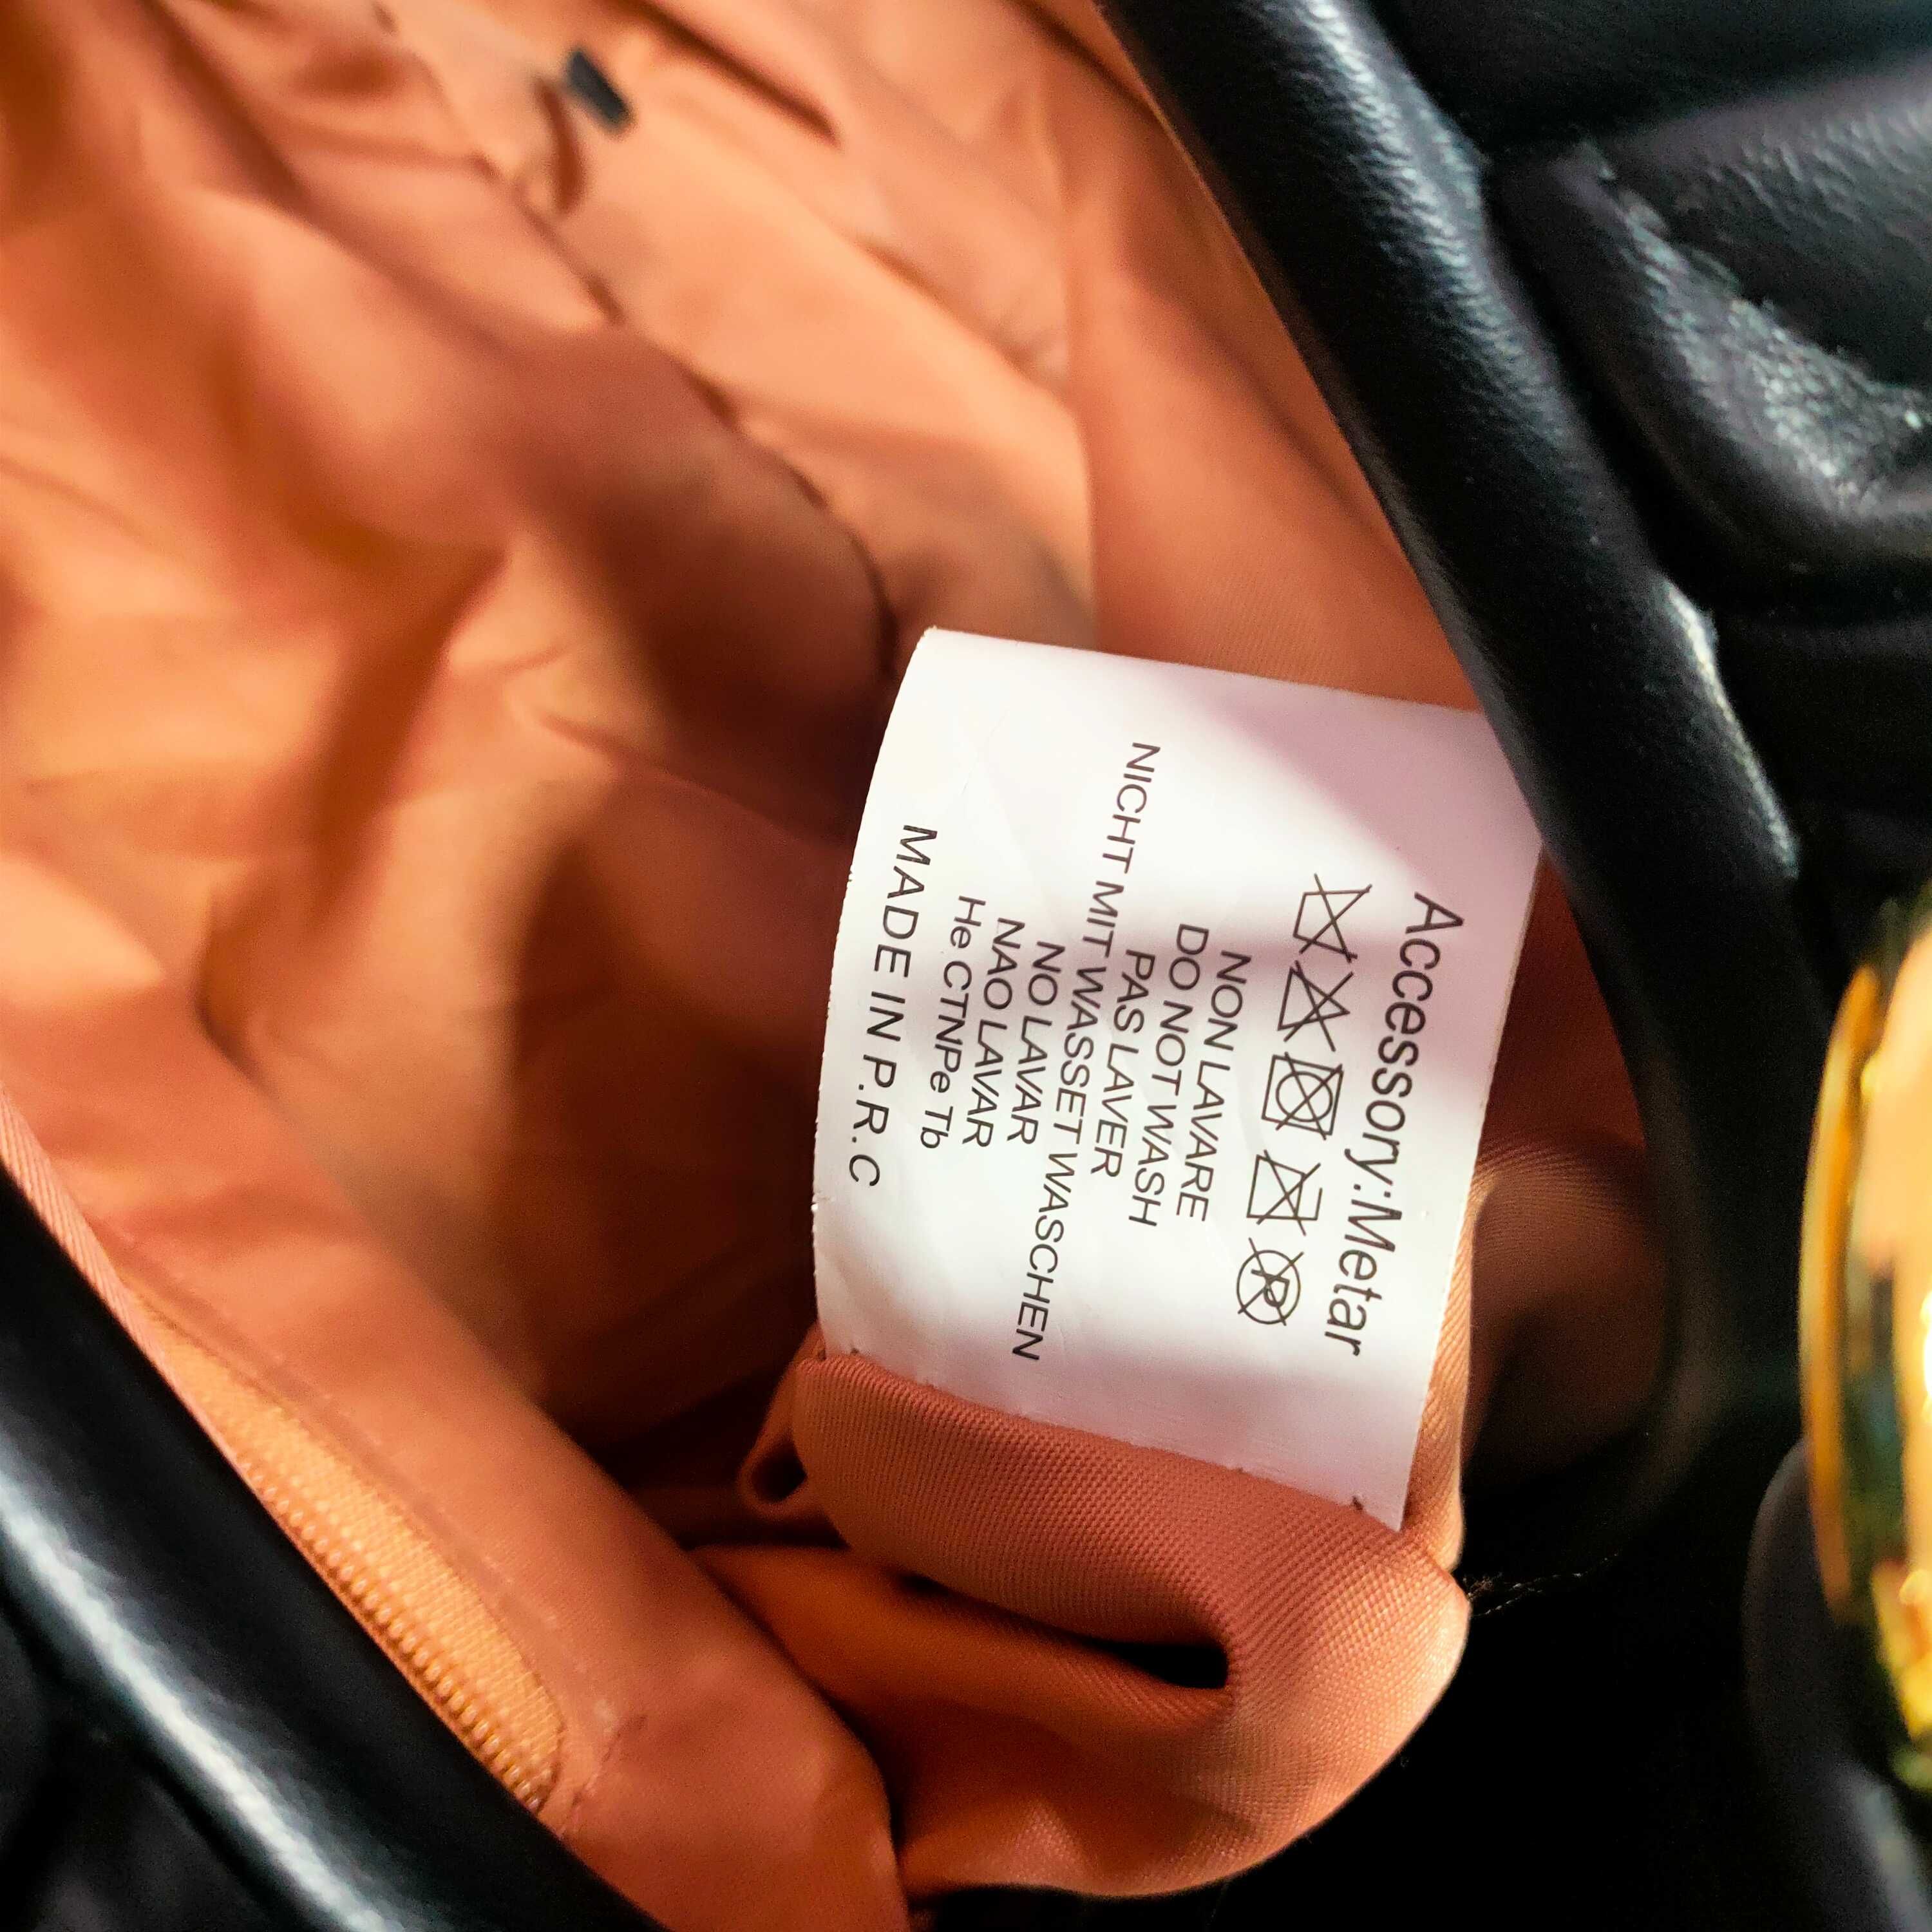 Accessory:Metar
NON LAVARE
DO NOT WASH
PAS LAVER
NICHT MIT WASSET WASCHEN
NO LAVAR
NAO LAVAR
He CTNPe Tb
MADE IN P.R.C